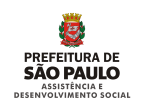 PREFEITURA DE
SÃO PAULO
ASSISTÊNCIA E
DESENVOLVIMENTO SOCIAL